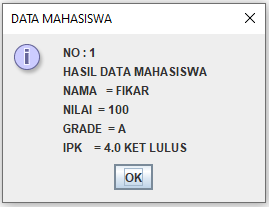 DATA MAHASISWA
NO : 1
HASIL DATA MAHASISWA
NAMA   = FIKAR
NILAI  = 100
GRADE  = A
IPK    = 4.0 KET LULUS
OK